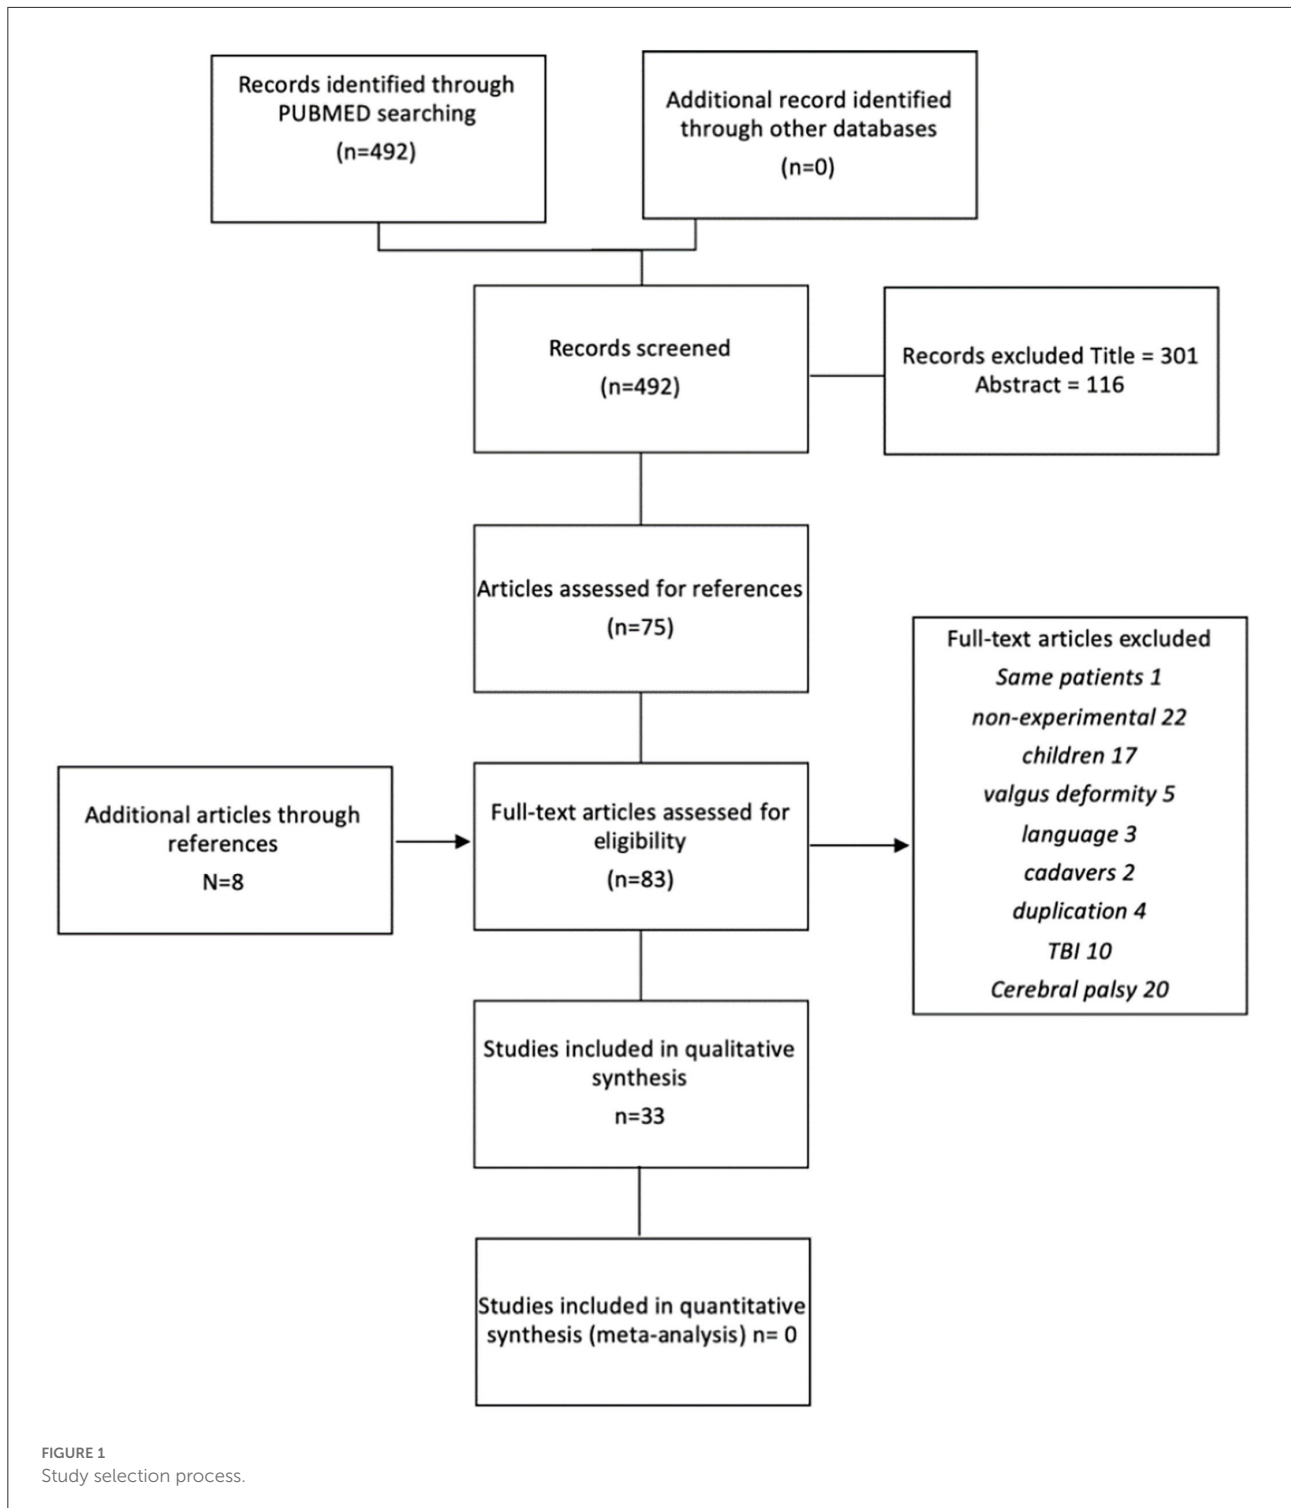 Records identified through
PUBMED searching
(n=492)
Additional record identified
through other databases
(n=0)
Records screened
(n=492)
Records excluded Title = 301
Abstract = 116
Articles assessed for references
(n=75)
Additional articles through
references
N=8
Full-text articles assessed for
eligibility
(n=83)
Full-text articles excluded
Same patients 1
non-experimental 22
children 17
valgus deformity 5
language 3
cadavers 2
duplication 4
TBI 10
Cerebral palsy 20
Studies included in qualitative
synthesis
n=33
Studies included in quantitative
synthesis (meta-analysis) n= 0
FIGURE 1
Study selection process.